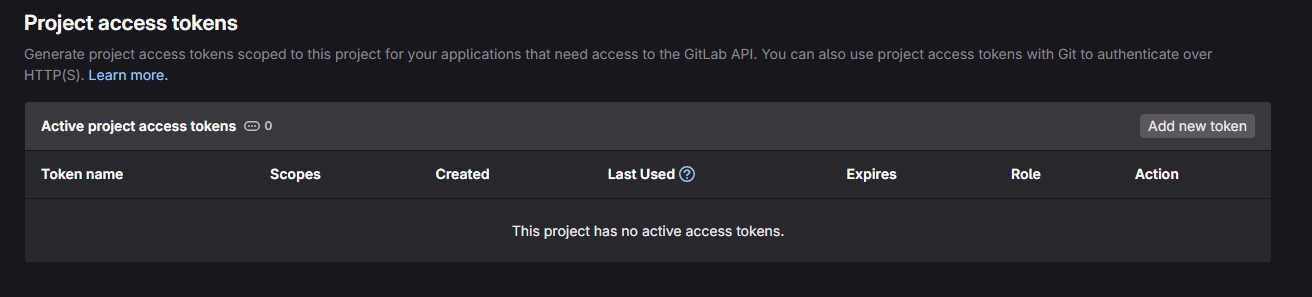 Project access tokens
Generate project access tokens scoped to this project for your applications that need access to the GitLab API. You can also use project access tokens with Git to authenticate over
HTTP(S). Learn more.
Active project access tokens 0 Add new token
Token name Scopes Created Last Used ? Expires Role Action
This project has no active access tokens.